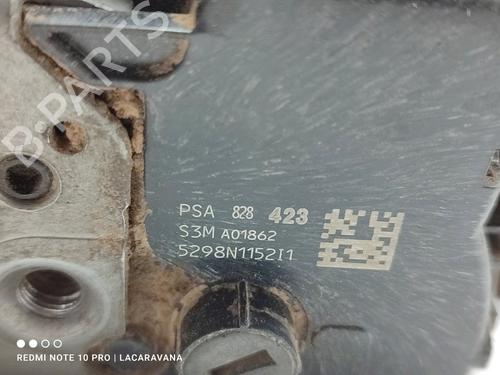 B-PARTS
PSA 828 423
S3M A01862
5298N1152I1
REDMI NOTE 10 PRO | LACARAVANA